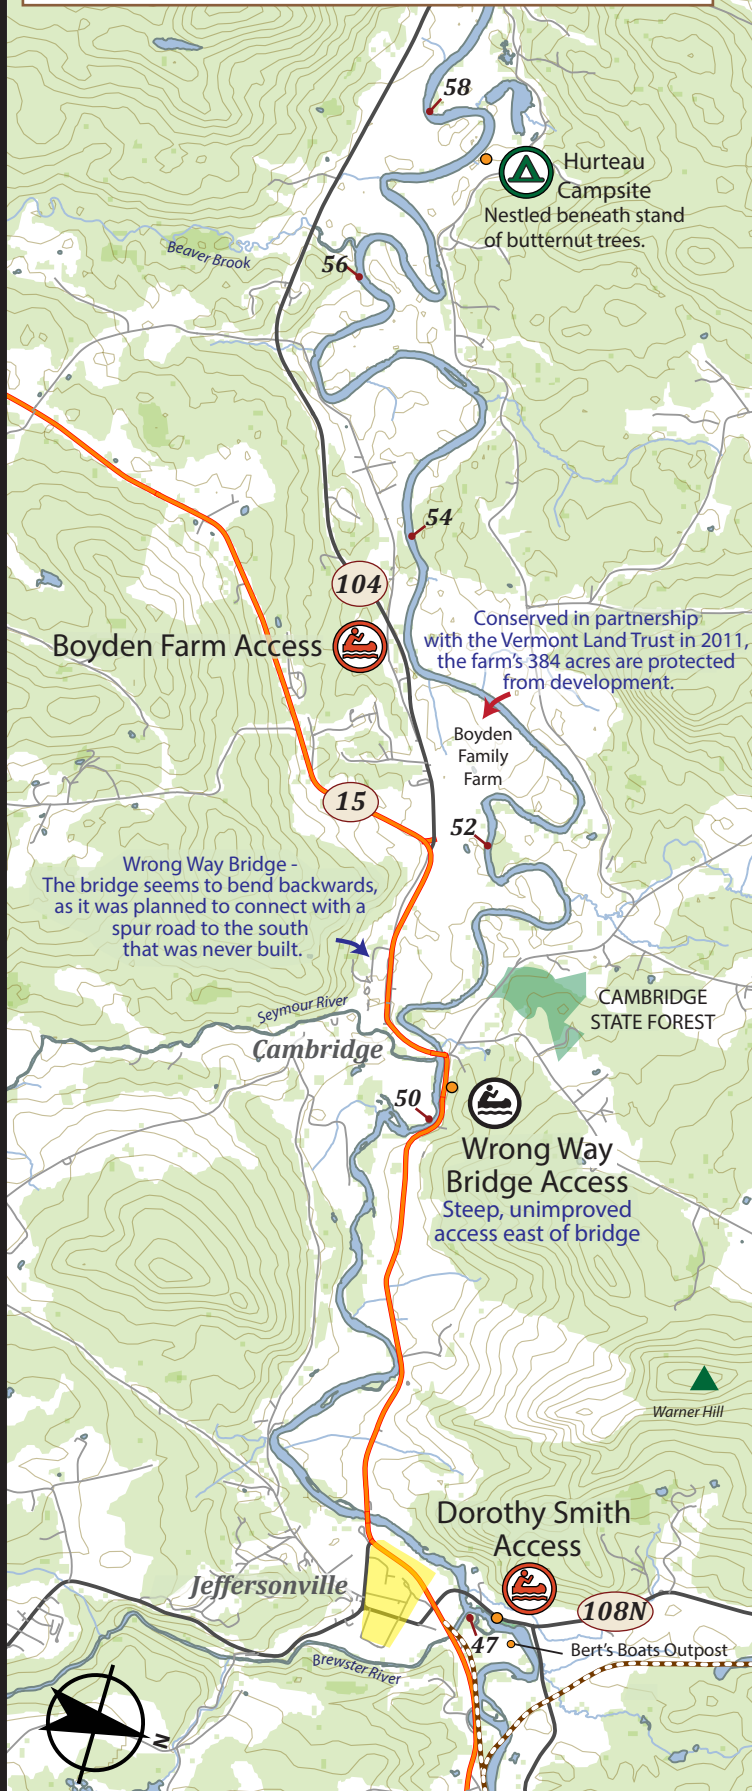 58
Hurteau
Campsite
Nestled beneath stand
of butternut trees.
Beaver Brook
56
54
104
Boyden Farm Access
Conserved in partnership
with the Vermont Land Trust in 2011,
the farm's 384 acres are protected
from development.
Boyden
Family
Farm
15
52
Wrong Way Bridge -
The bridge seems to bend backwards,
as it was planned to connect with a
spur road to the south
that was never built.
CAMBRIDGE
STATE FOREST
Seymour River
Cambridge
50
Wrong Way
Bridge Access
Steep, unimproved
access east of bridge
Warner Hill
Dorothy Smith
Access
Jeffersonville
108N
47
Bert's Boats Outpost
Brewster River
N